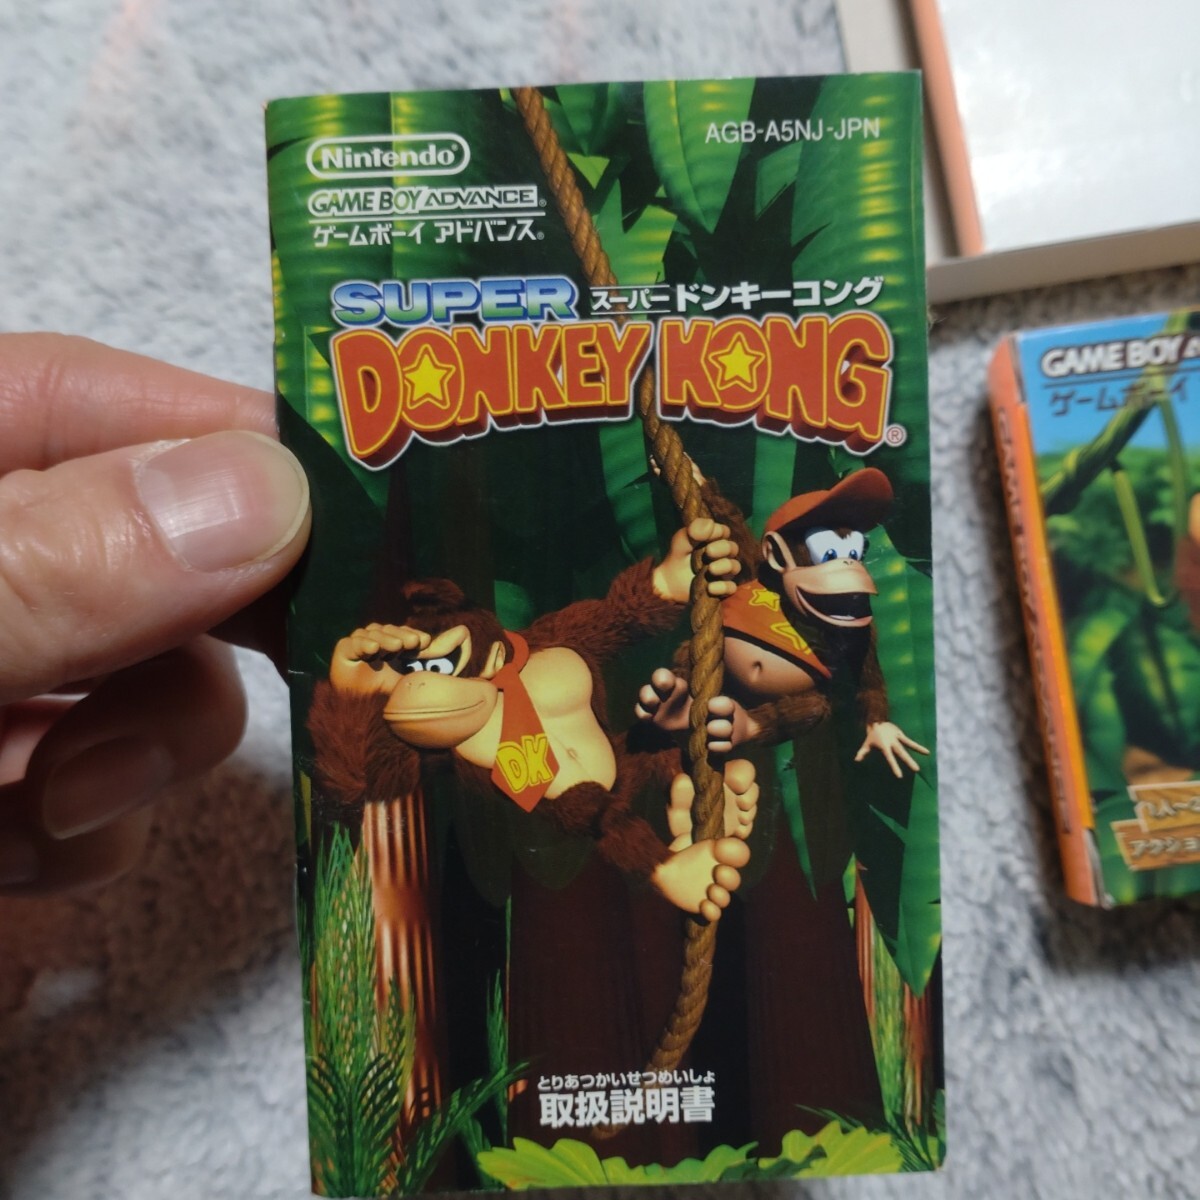 Nintendo
AGB-A5NJ-JPN
GAME BOY ADVANCE
ゲームボーイ アドバンス
SUPER スーパードンキーコング
DONKEY KONG
DK
とりあつかいせつめいしょ
取扱説明書
GAME BOY
ゲームボーイ